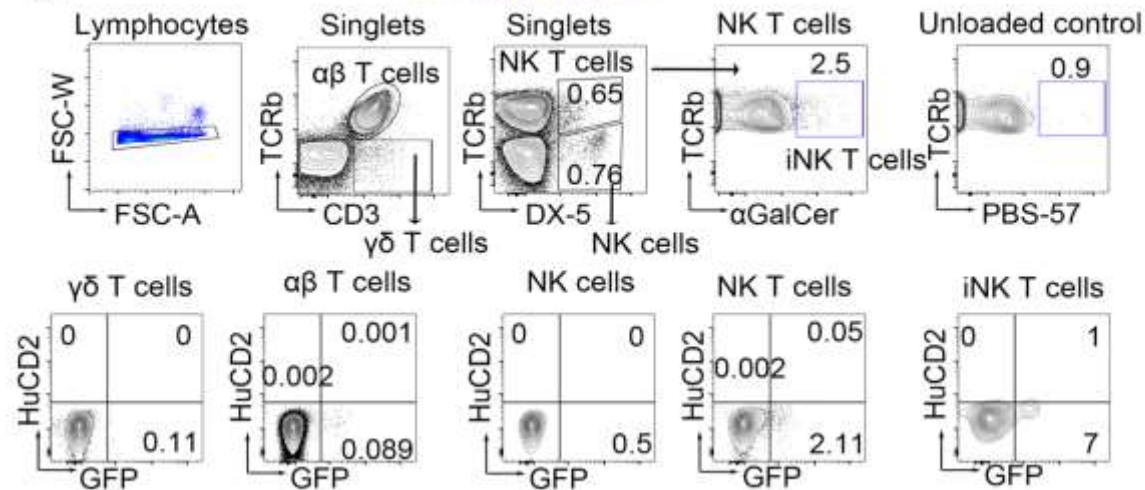 Lymphocytes
FSC-W
FSC-A
Singlets
αβ T cells
TCRb
CD3
γδ T cells
Singlets
NK T cells
0.65
0.76
TCRb
DX-5
NK cells
NK T cells
2.5
TCRb
iNK T cells
αGalCer
Unloaded control
0.9
TCRb
PBS-57
γδ T cells
0 0
HuCD2
0.11
GFP
αβ T cells
0.001
0.002
HuCD2
0.089
GFP
NK cells
0 0
HuCD2
0.5
GFP
NK T cells
0.05
0.002
HuCD2
2.11
GFP
iNK T cells
0 1
HuCD2
7
GFP